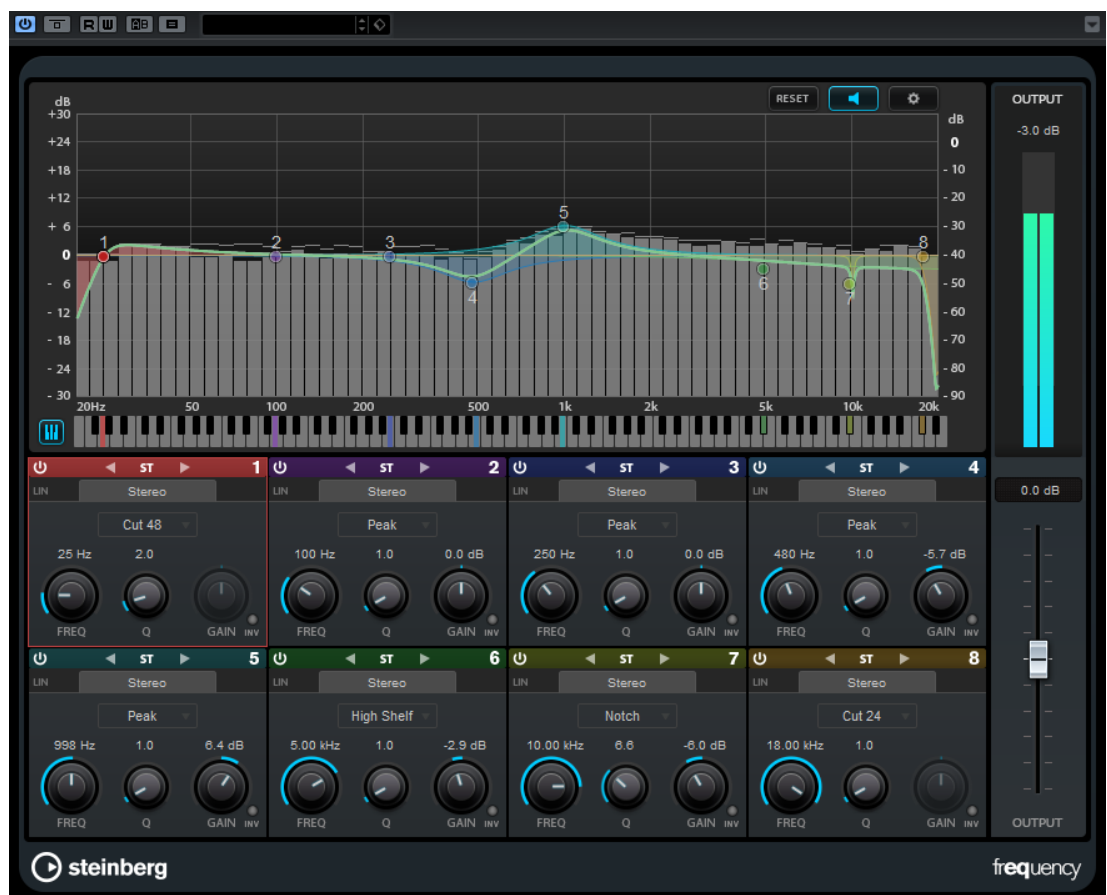 R W AB
RESET OUTPUT
dB dB -3.0 dB
+30
+24 0
+18 - 10
+12 - 20
+ 6 - 30
0 - 40
- 6 - 50
- 12 - 60
- 18 - 70
- 24 - 80
- 30 - 90
1 2 3 4 5 6 7 8
20Hz 50 100 200 500 1k 2k 5k 10k 20k
ST 1 ST 2 ST 3 ST 4
LIN Stereo LIN Stereo LIN Stereo LIN Stereo 0.0 dB
Cut 48 Peak Peak Peak
25 Hz 2.0 100 Hz 1.0 0.0 dB 250 Hz 1.0 0.0 dB 480 Hz 1.0 -5.7 dB
FREQ Q GAIN INV FREQ Q GAIN INV FREQ Q GAIN INV FREQ Q GAIN INV
ST 5 ST 6 ST 7 ST 8
LIN Stereo LIN Stereo LIN Stereo LIN Stereo
Peak High Shelf Notch Cut 24
998 Hz 1.0 6.4 dB 5.00 kHz 1.0 -2.9 dB 10.00 kHz 6.6 -6.0 dB 18.00 kHz 1.0
FREQ Q GAIN INV FREQ Q GAIN INV FREQ Q GAIN INV FREQ Q GAIN INV OUTPUT
steinberg frequency